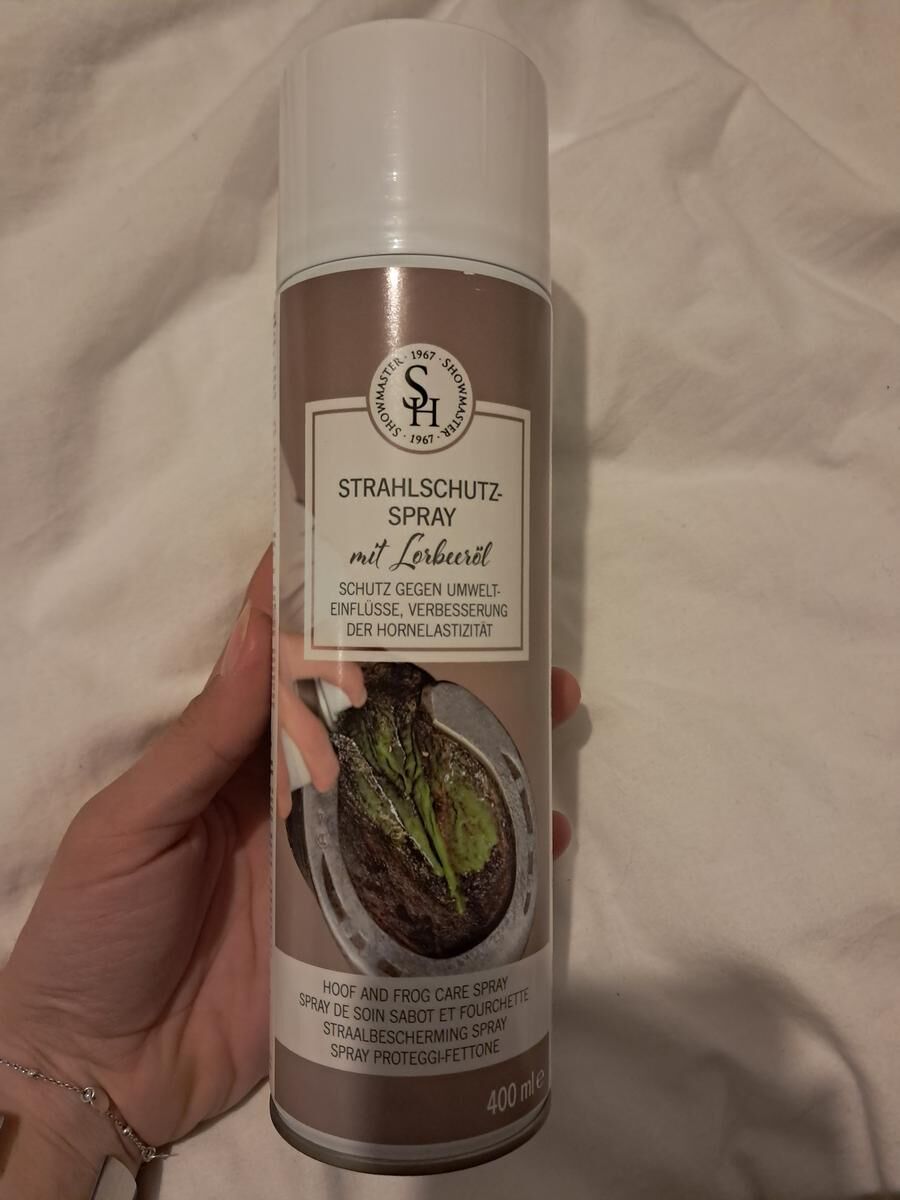 SHOWMASTER · 1967 · SHOWMASTER · 1967 ·
SH
STRAHLSCHUTZ-
SPRAY
mit Lorbeeröl
SCHUTZ GEGEN UMWELT-
EINFLÜSSE, VERBESSERUNG
DER HORNELASTIZITÄT
HOOF AND FROG CARE SPRAY
SPRAY DE SOIN SABOT ET FOURCHETTE
STRAALBESCHERMING SPRAY
SPRAY PROTEGGI-FETTONE
400 ml e